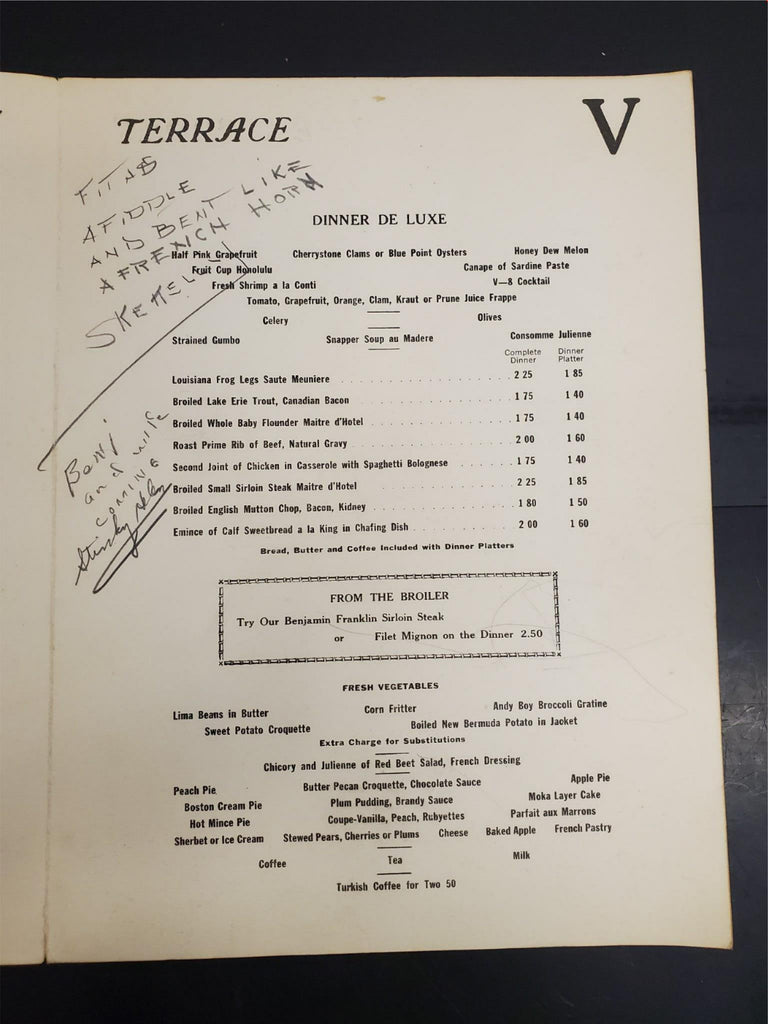 TERRACE V
FIT AS
A FIDDLE
AND BENT LIKE
A FRENCH HORN
DINNER DE LUXE
Half Pink Grapefruit Cherrystone Clams or Blue Point Oysters Honey Dew Melon
Fruit Cup Honolulu Canape of Sardine Paste
Fresh Shrimp a la Conti V—8 Cocktail
Tomato, Grapefruit, Orange, Clam, Kraut or Prune Juice Frappe
Celery Olives
Strained Gumbo Snapper Soup au Madere Consomme Julienne
Complete Dinner
Dinner Platter
Louisiana Frog Legs Saute Meuniere 2 25 1 85
Broiled Lake Erie Trout, Canadian Bacon 1 75 1 40
Broiled Whole Baby Flounder Maitre d'Hotel 1 75 1 40
Roast Prime Rib of Beef, Natural Gravy 2 00 1 60
Second Joint of Chicken in Casserole with Spaghetti Bolognese 1 75 1 40
Broiled Small Sirloin Steak Maitre d'Hotel 2 25 1 85
Broiled English Mutton Chop, Bacon, Kidney 1 80 1 50
Emince of Calf Sweetbread a la King in Chafing Dish 2 00 1 60
Bread, Butter and Coffee Included with Dinner Platters
and wife
Connine
Stinky
FROM THE BROILER
Try Our Benjamin Franklin Sirloin Steak
or Filet Mignon on the Dinner 2.50
FRESH VEGETABLES
Lima Beans in Butter Corn Fritter Andy Boy Broccoli Gratine
Sweet Potato Croquette Boiled New Bermuda Potato in Jacket
Extra Charge for Substitutions
Chicory and Julienne of Red Beet Salad, French Dressing
Peach Pie Butter Pecan Croquette, Chocolate Sauce Apple Pie
Boston Cream Pie Plum Pudding, Brandy Sauce Moka Layer Cake
Hot Mince Pie Coupe-Vanilla, Peach, Rubyettes Parfait aux Marrons
Sherbet or Ice Cream Stewed Pears, Cherries or Plums Cheese Baked Apple French Pastry
Coffee Tea Milk
Turkish Coffee for Two 50